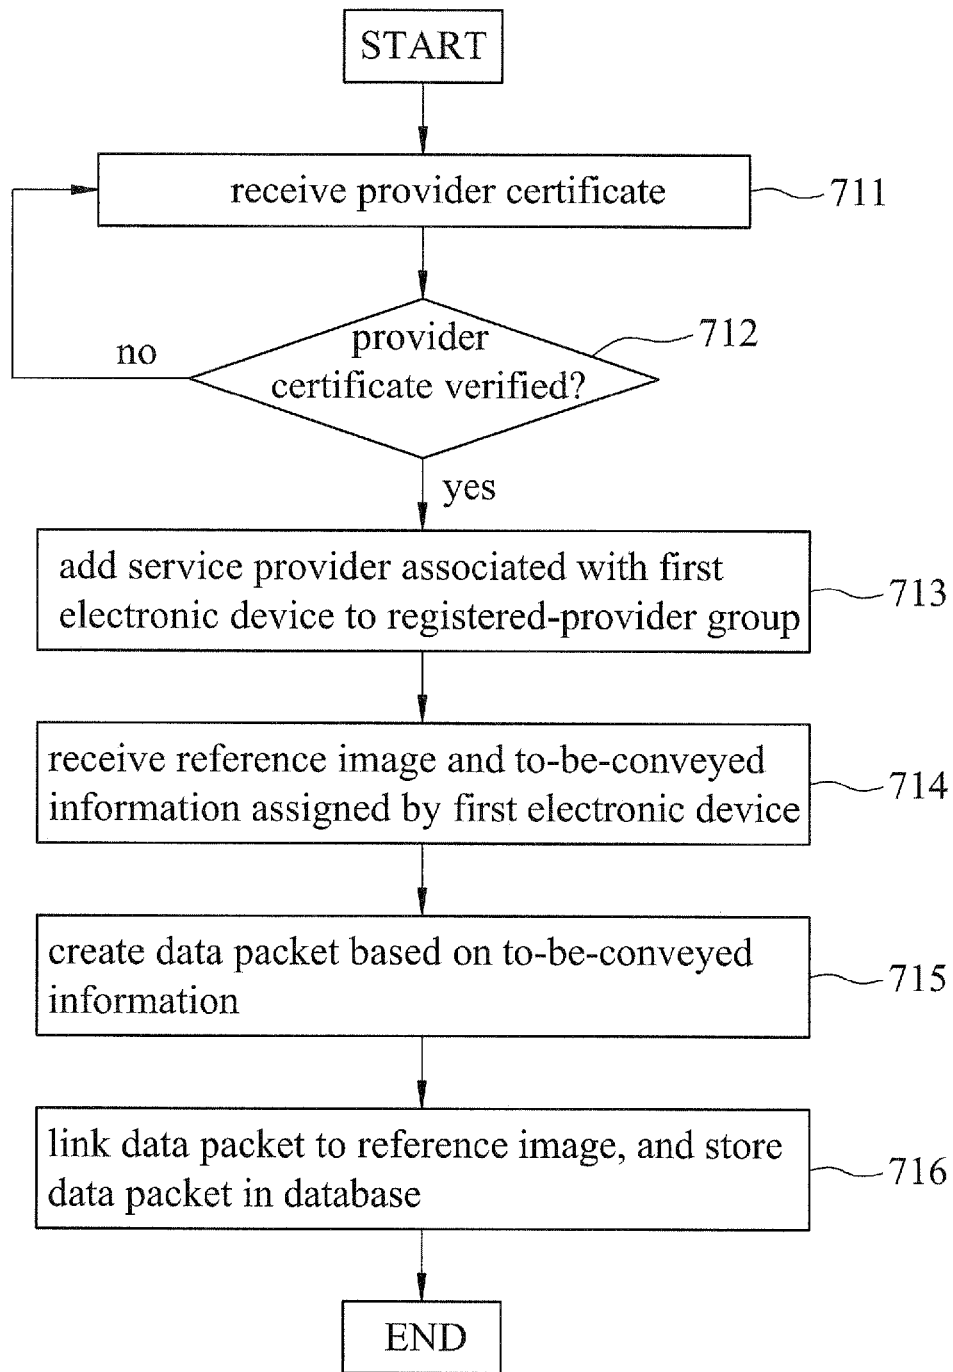 START
receive provider certificate
711
provider
certificate verified?
712
no
yes
add service provider associated with first
electronic device to registered-provider group
713
receive reference image and to-be-conveyed
information assigned by first electronic device
714
create data packet based on to-be-conveyed
information
715
link data packet to reference image, and store
data packet in database
716
END